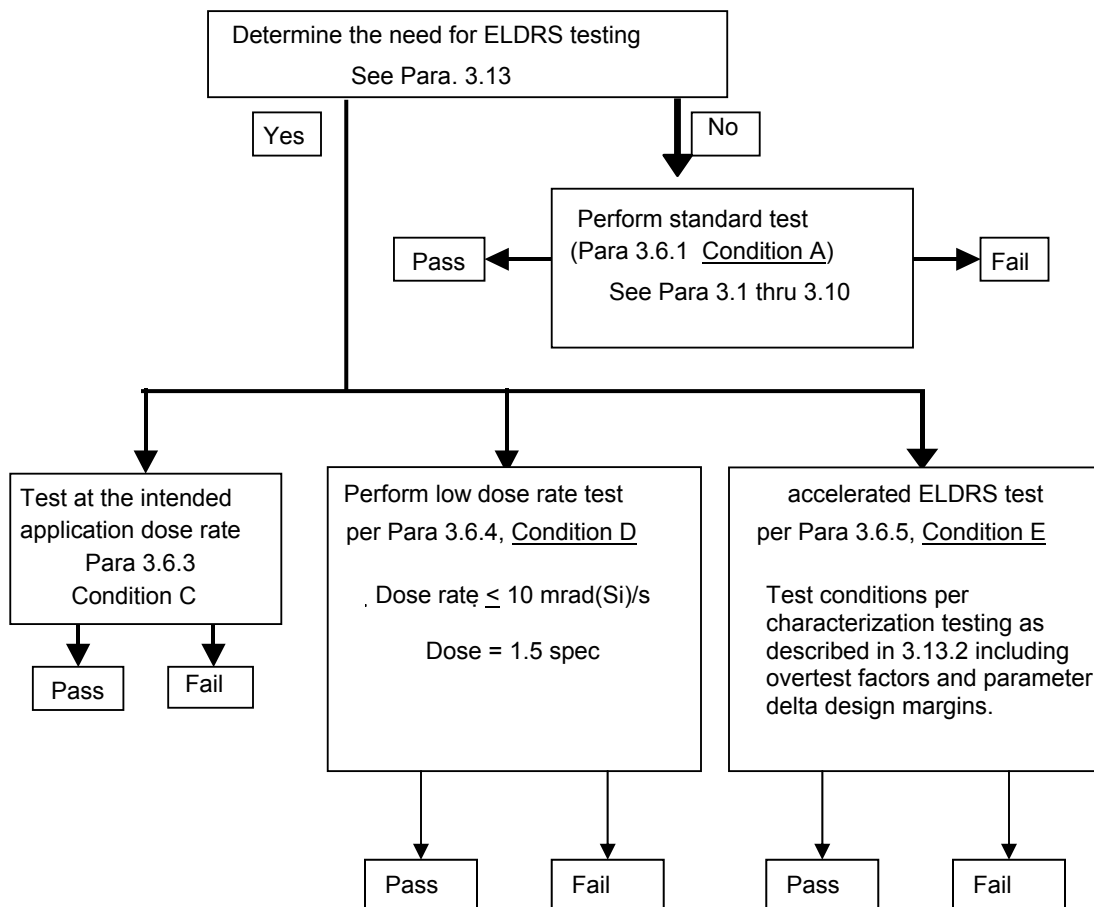 Determine the need for ELDRS testing
See Para. 3.13
Yes
No
Perform standard test
(Para 3.6.1 Condition A)
See Para 3.1 thru 3.10
Pass
Fail
Test at the intended
application dose rate
Para 3.6.3
Condition C
Pass
Fail
Perform low dose rate test
per Para 3.6.4, Condition D
Dose rate < 10 mrad(Si)/s
Dose = 1.5 spec
Pass
Fail
accelerated ELDRS test
per Para 3.6.5, Condition E
Test conditions per
characterization testing as
described in 3.13.2 including
overtest factors and parameter
delta design margins.
Pass
Fail